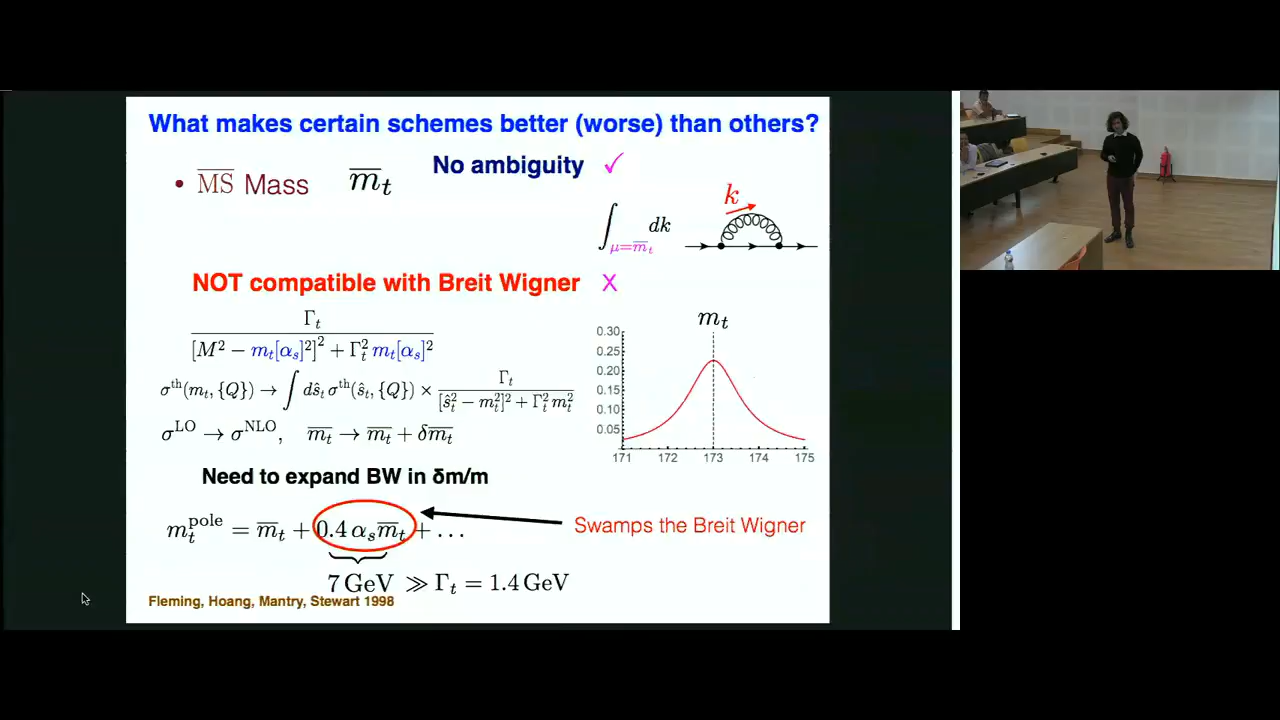 What makes certain schemes better (worse) than others?
• M̅S̅ Mass m̅_t No ambiguity ✓
k
∫_{μ=m̅_t} dk
NOT compatible with Breit Wigner X
Γ_t / ([M² − m_t[α_s]²]² + Γ_t² m_t[α_s]²)
m_t
0.30
0.25
0.20
0.15
0.10
0.05
171 172 173 174 175
σ^th(m_t, {Q}) → ∫ dŝ_t σ^th(ŝ_t, {Q}) × Γ_t / ([ŝ_t² − m_t²]² + Γ_t² m_t²)
σ^LO → σ^NLO, m̅_t → m̅_t + δm̅_t
Need to expand BW in δm/m
m_t^pole = m̅_t + 0.4 α_s m̅_t + …
Swamps the Breit Wigner
7 GeV ≫ Γ_t = 1.4 GeV
Fleming, Hoang, Mantry, Stewart 1998